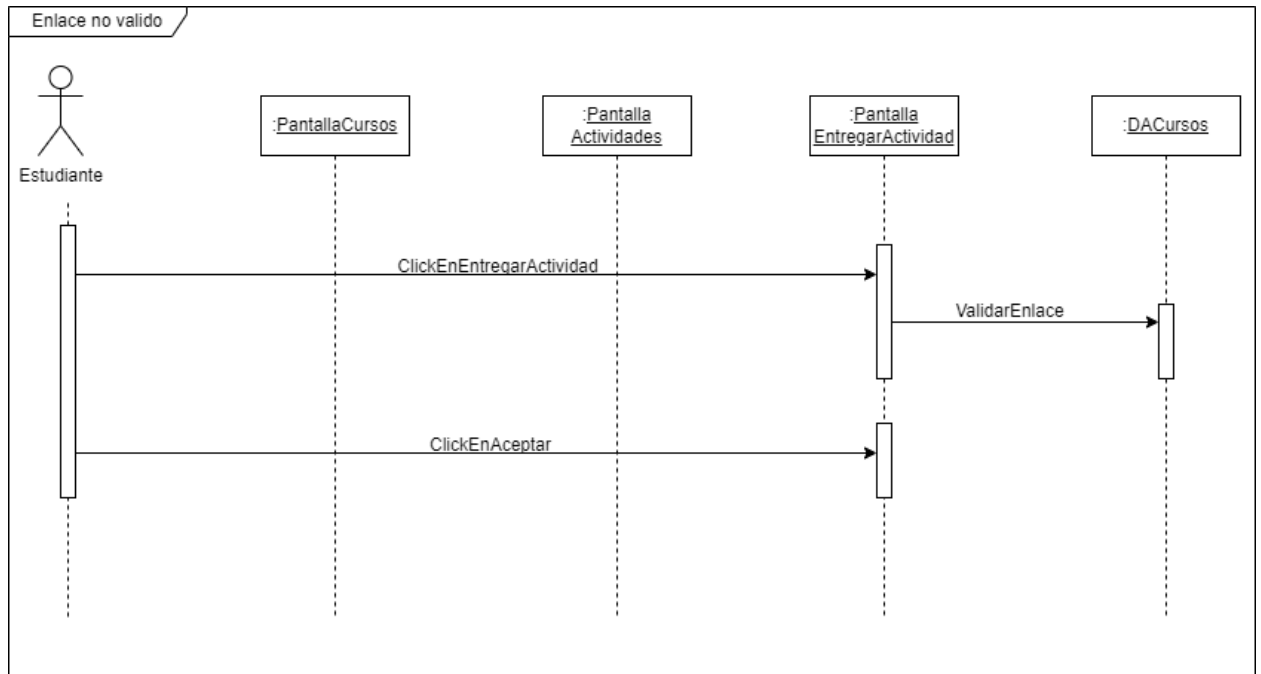 Enlace no valido
Estudiante
:PantallaCursos
:Pantalla
Actividades
:Pantalla
EntregarActividad
:DACursos
ClickEnEntregarActividad
ValidarEnlace
ClickEnAceptar